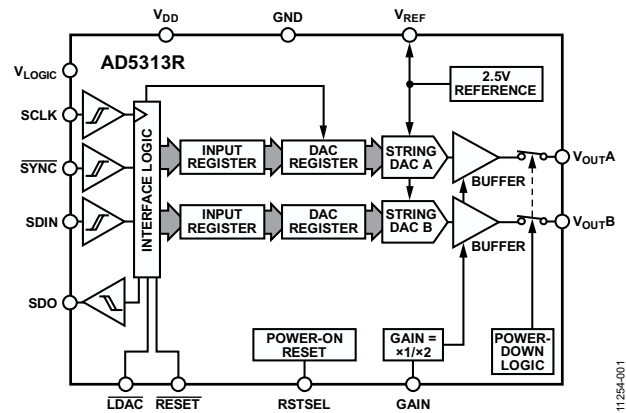 VDD
GND
VREF
AD5313R
VLOGIC
2.5V
REFERENCE
SCLK
SYNC
SDIN
SDO
INTERFACE LOGIC
INPUT
REGISTER
DAC
REGISTER
STRING
DAC A
BUFFER
VOUTA
INPUT
REGISTER
DAC
REGISTER
STRING
DAC B
BUFFER
VOUTB
POWER-ON
RESET
GAIN =
×1/×2
POWER-
DOWN
LOGIC
LDAC
RESET
RSTSEL
GAIN
11254-001